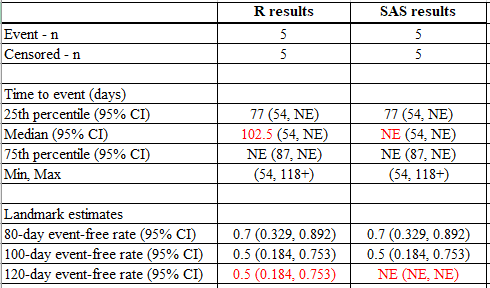 R results SAS results
Event - n 5 5
Censored - n 5 5
Time to event (days)
25th percentile (95% CI) 77 (54, NE) 77 (54, NE)
Median (95% CI) 102.5 (54, NE) NE (54, NE)
75th percentile (95% CI) NE (87, NE) NE (87, NE)
Min, Max (54, 118+) (54, 118+)
Landmark estimates
80-day event-free rate (95% CI) 0.7 (0.329, 0.892) 0.7 (0.329, 0.892)
100-day event-free rate (95% CI) 0.5 (0.184, 0.753) 0.5 (0.184, 0.753)
120-day event-free rate (95% CI) 0.5 (0.184, 0.753) NE (NE, NE)